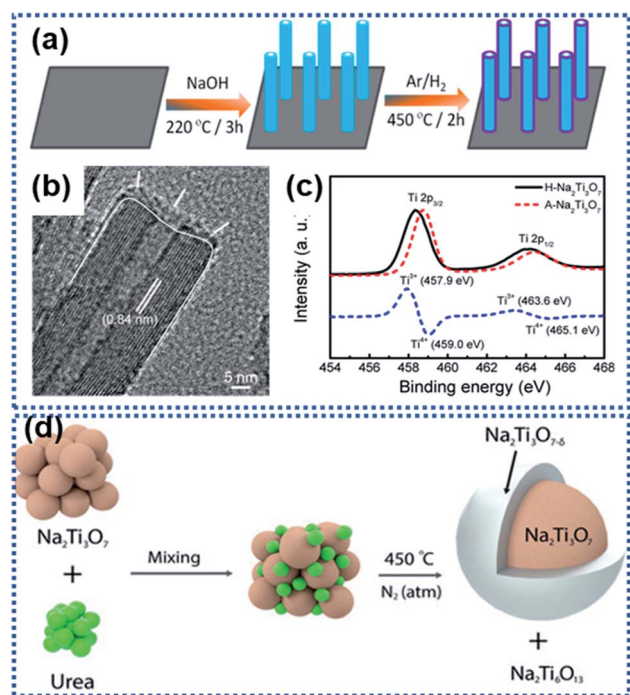 (a)
NaOH
220 °C / 3h
Ar/H₂
450 °C / 2h
(b)
(0.84 nm)
5 nm
(c)
Intensity (a. u.)
H-Na₂Ti₃O₇
A-Na₂Ti₃O₇
Ti 2p₃/₂
Ti 2p₁/₂
Ti³⁺ (457.9 eV)
Ti³⁺ (463.6 eV)
Ti⁴⁺ (459.0 eV)
Ti⁴⁺ (465.1 eV)
454 456 458 460 462 464 466 468
Binding energy (eV)
(d)
Na₂Ti₃O₇
+
Urea
Mixing
450 °C
N₂ (atm)
Na₂Ti₃O₇₋δ
Na₂Ti₃O₇
+
Na₂Ti₆O₁₃